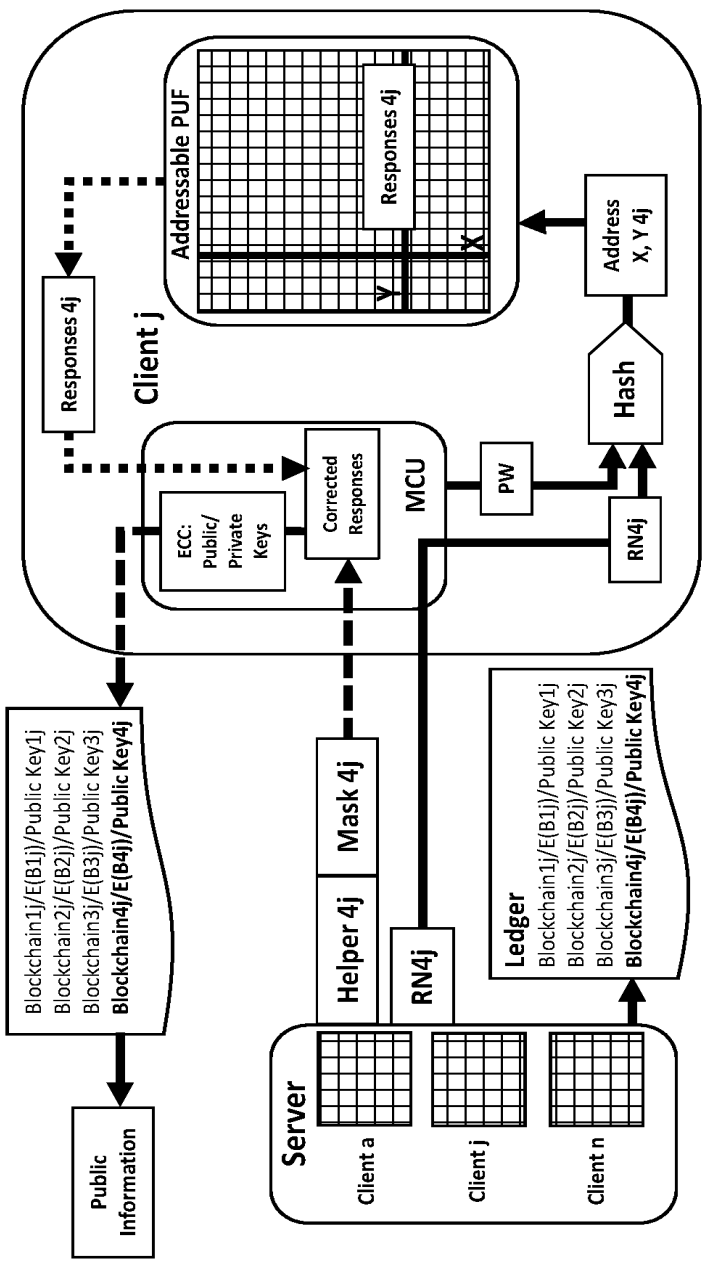 Public
Information
Blockchain1j/E(B1j))/Public Key1j
Blockchain2j/E(B2j))/Public Key2j
Blockchain3j/E(B3j))/Public Key3j
Blockchain4j/E(B4j))/Public Key4j
Responses 4j
Client j
Addressable PUF
Responses 4j
Y
X
ECC:
Public/
Private
Keys
Corrected
Responses
MCU
PW
RN4j
Hash
Address
X, Y 4j
Server
Client a
Client j
Client n
Helper 4j
Mask 4j
RN4j
Ledger
Blockchain1j/E(B1j))/Public Key1j
Blockchain2j/E(B2j))/Public Key2j
Blockchain3j/E(B3j))/Public Key3j
Blockchain4j/E(B4j))/Public Key4j